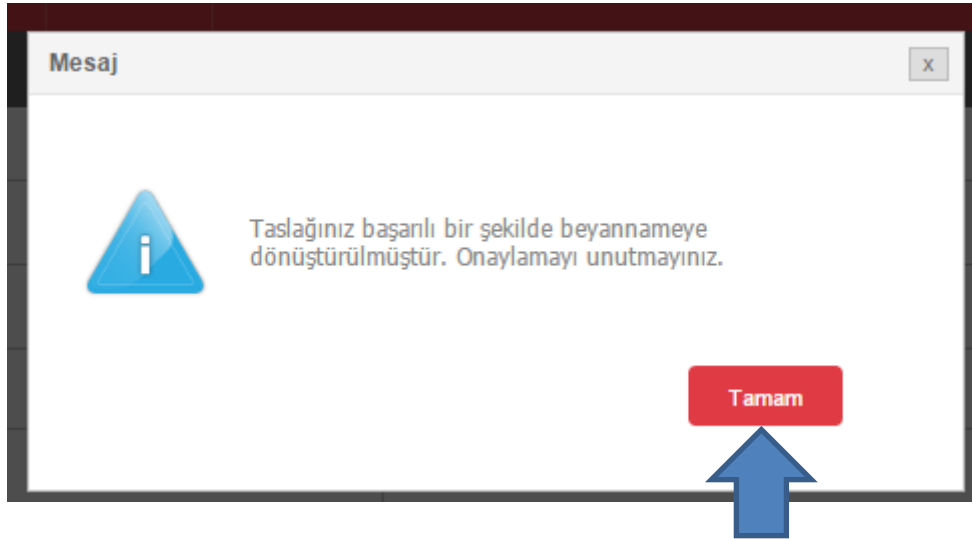 Mesaj
x
Taslağınız başarılı bir şekilde beyannameye
dönüştürülmüştür. Onaylamayı unutmayınız.
Tamam